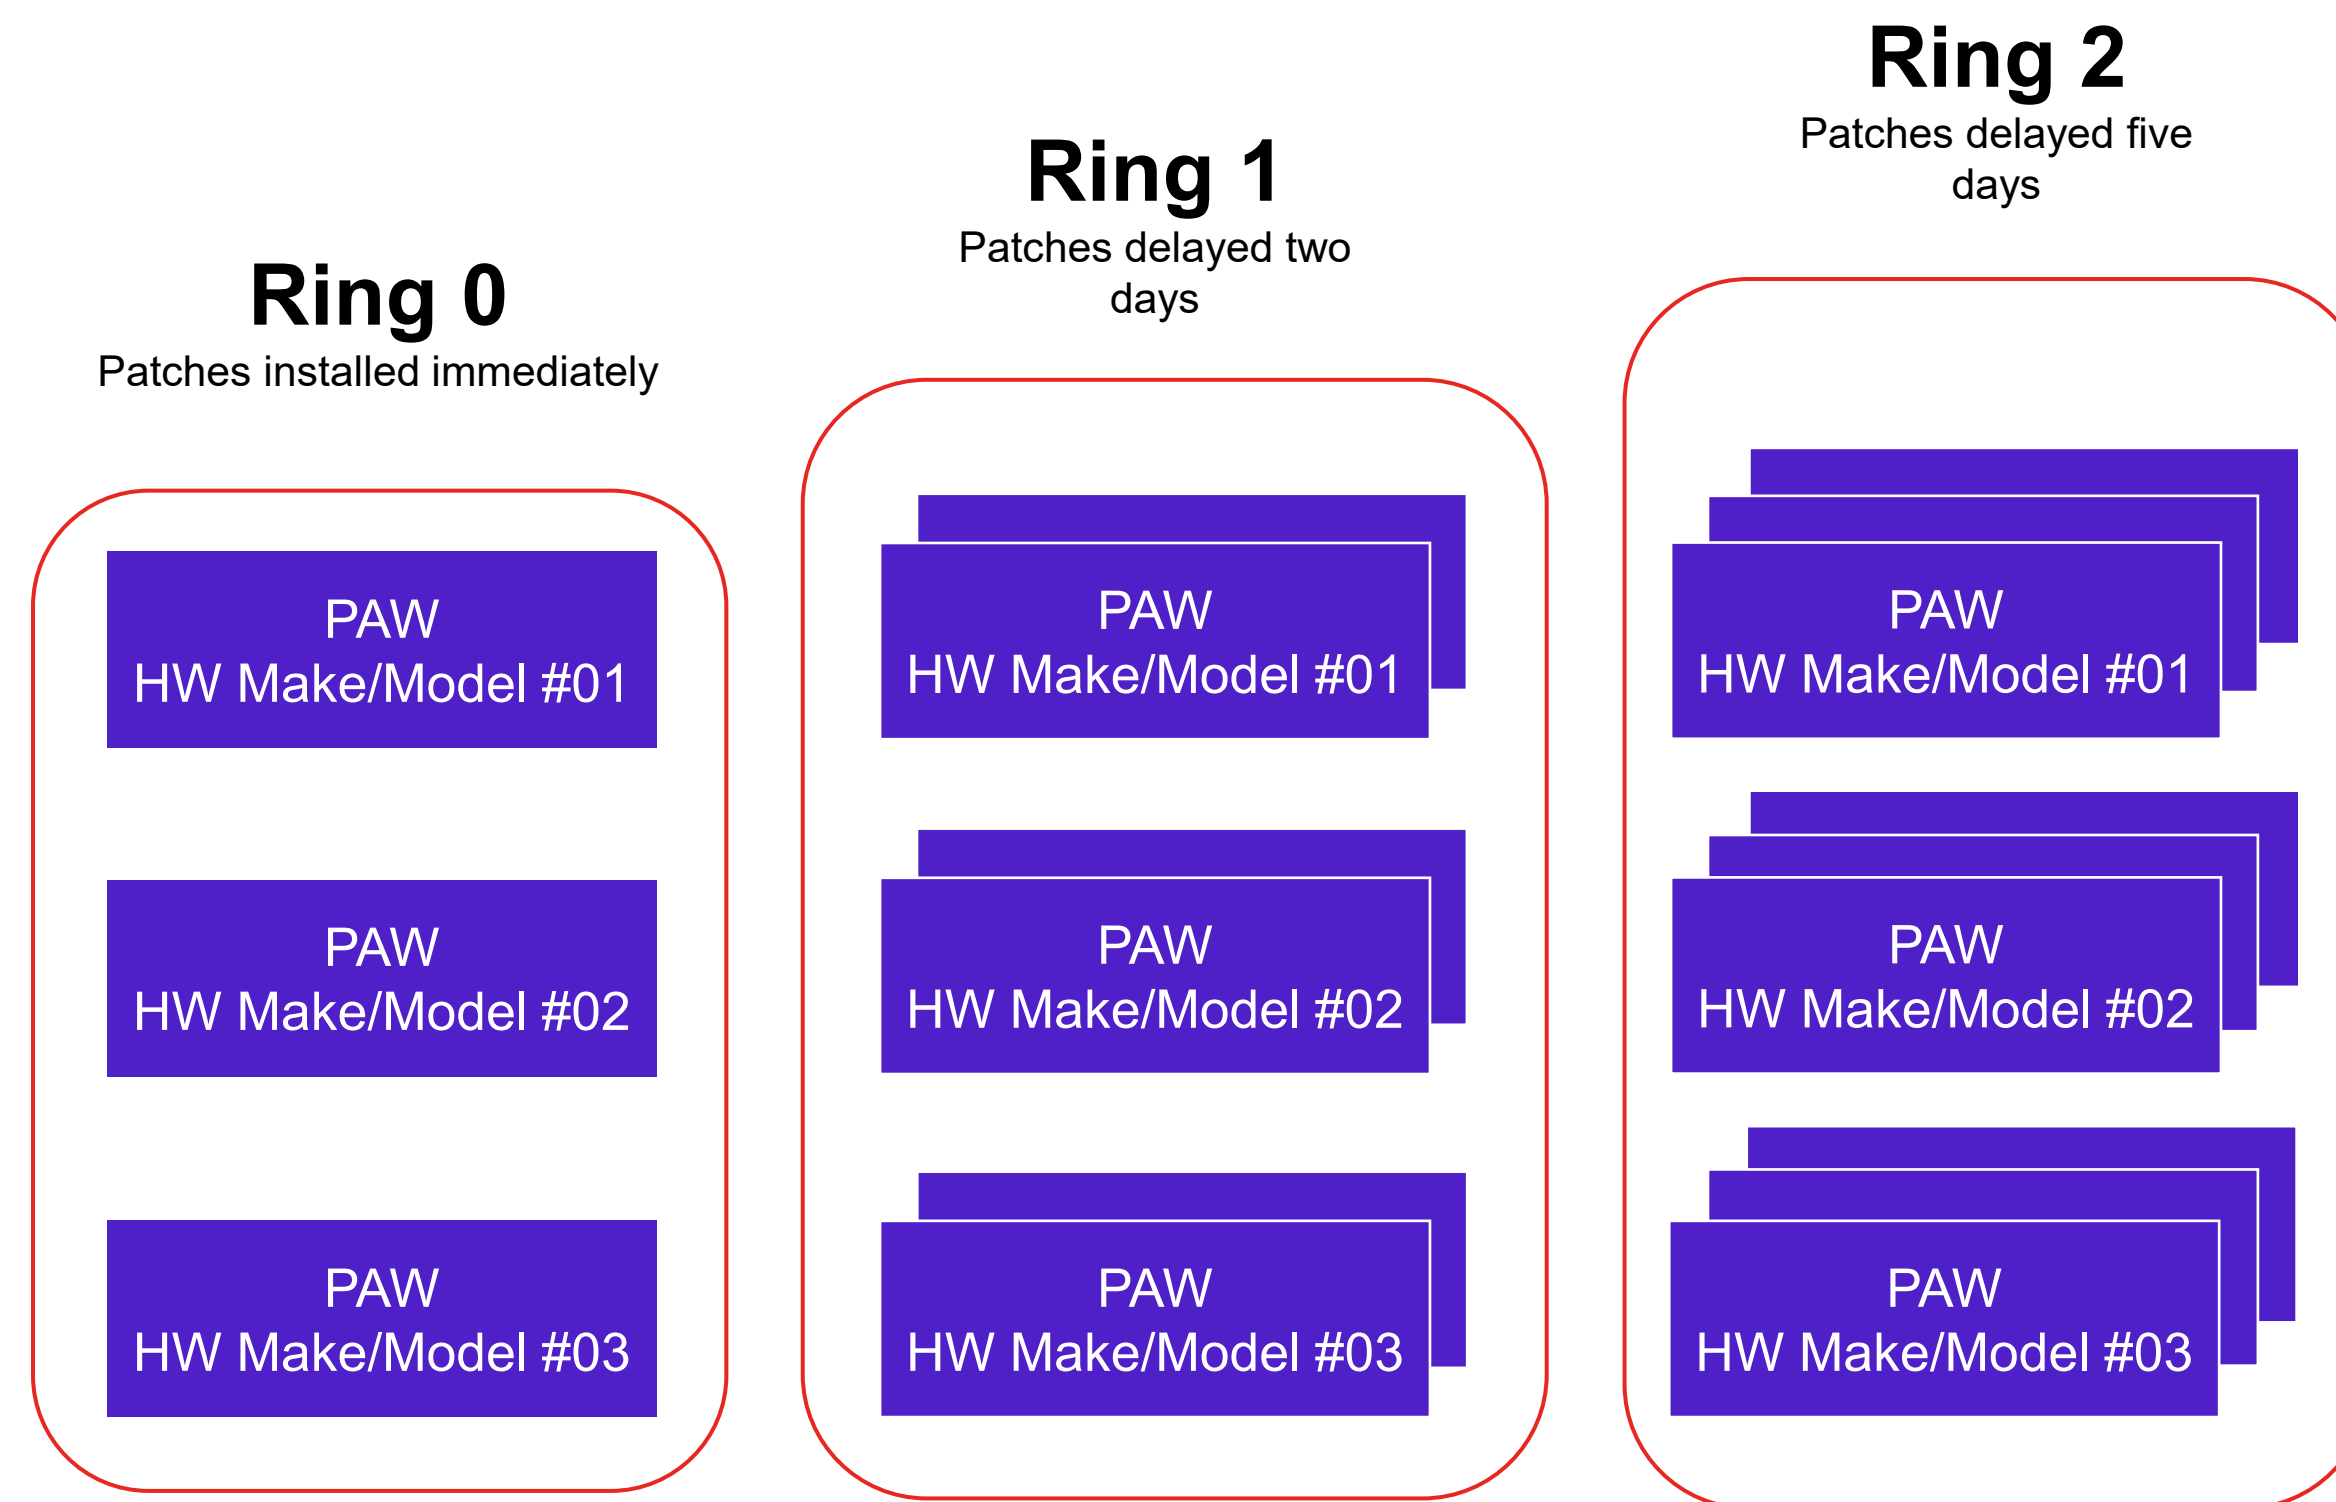 Ring 0
Patches installed immediately
PAW
HW Make/Model #01
PAW
HW Make/Model #02
PAW
HW Make/Model #03
Ring 1
Patches delayed two
days
PAW
HW Make/Model #01
PAW
HW Make/Model #02
PAW
HW Make/Model #03
Ring 2
Patches delayed five
days
PAW
HW Make/Model #01
PAW
HW Make/Model #02
PAW
HW Make/Model #03